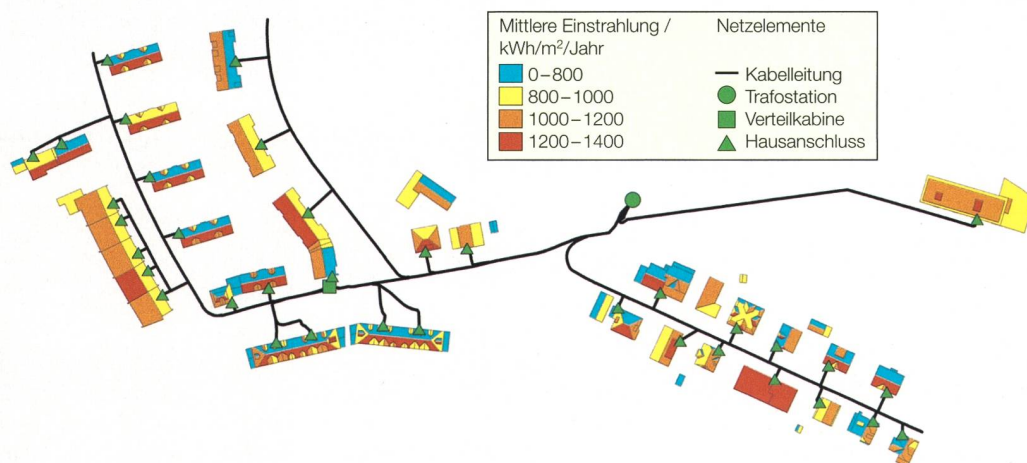 Mittlere Einstrahlung /
kWh/m²/Jahr
0–800
800–1000
1000–1200
1200–1400
Netzelemente
Kabelleitung
Trafostation
Verteilkabine
Hausanschluss